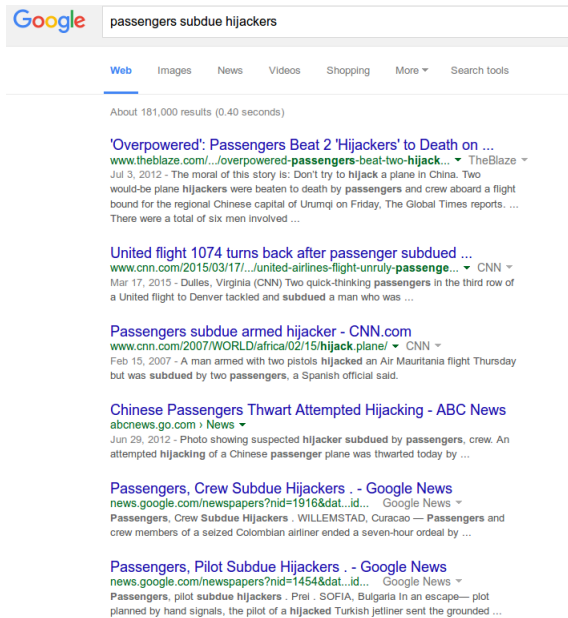 Google passengers subdue hijackers
Web Images News Videos Shopping More Search tools
About 181,000 results (0.40 seconds)
'Overpowered': Passengers Beat 2 'Hijackers' to Death on ...
www.theblaze.com/.../overpowered-passengers-beat-two-hijack... TheBlaze
Jul 3, 2012 - The moral of this story is: Don't try to hijack a plane in China. Two
would-be plane hijackers were beaten to death by passengers and crew aboard a flight
bound for the regional Chinese capital of Urumqi on Friday, The Global Times reports. ...
There were a total of six men involved ...
United flight 1074 turns back after passenger subdued ...
www.cnn.com/2015/03/17/.../united-airlines-flight-unruly-passenge... CNN
Mar 17, 2015 - Dulles, Virginia (CNN) Two quick-thinking passengers in the third row of
a United flight to Denver tackled and subdued a man who was ...
Passengers subdue armed hijacker - CNN.com
www.cnn.com/2007/WORLD/africa/02/15/hijack.plane/ CNN
Feb 15, 2007 - A man armed with two pistols hijacked an Air Mauritania flight Thursday
but was subdued by two passengers, a Spanish official said.
Chinese Passengers Thwart Attempted Hijacking - ABC News
abcnews.go.com › News
Jun 29, 2012 - Photo showing suspected hijacker subdued by passengers, crew. An
attempted hijacking of a Chinese passenger plane was thwarted today by ...
Passengers, Crew Subdue Hijackers . - Google News
news.google.com/newspapers?nid=1916&dat...id... Google News
Passengers, Crew Subdue Hijackers . WILLEMSTAD, Curacao — Passengers and
crew members of a seized Colombian airliner ended a seven-hour ordeal by ...
Passengers, Pilot Subdue Hijackers . - Google News
news.google.com/newspapers?nid=1454&dat...id... Google News
Passengers, pilot subdue hijackers . Prei . SOFIA, Bulgaria In an escape— plot
planned by hand signals, the pilot of a hijacked Turkish jetliner sent the grounded ...